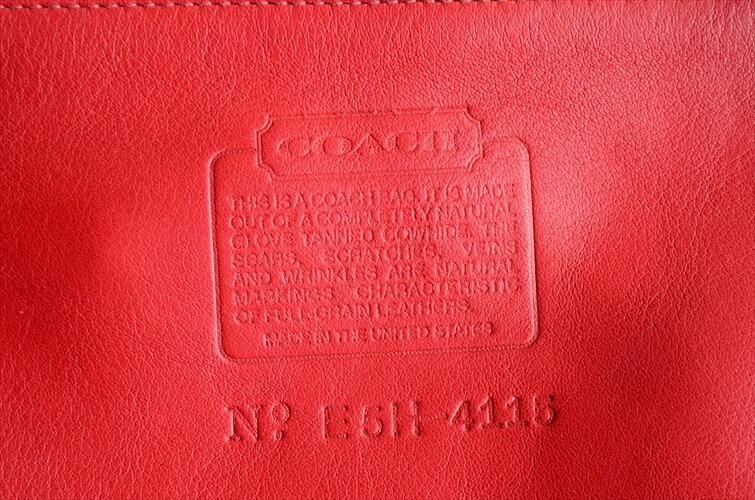 COACH
THIS IS A COACH BAG. IT IS MADE
OUT OF A COMPLETELY NATURAL
GLOVE TANNED COWHIDE. THE
SCARS, SCRATCHES, VEINS
AND WRINKLES ARE NATURAL
MARKINGS CHARACTERISTIC
OF FULL GRAIN LEATHERS.
MADE IN THE UNITED STATES
No E5H-4115